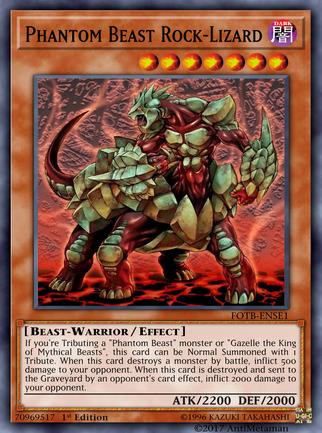 Phantom Beast Rock-Lizard
DARK
闇
FOTB-ENSE1
[Beast-Warrior / Effect]
If you're Tributing a "Phantom Beast" monster or "Gazelle the King
of Mythical Beasts", this card can be Normal Summoned with 1
Tribute. When this card destroys a monster by battle, inflict 500
damage to your opponent. When this card is destroyed and sent to
the Graveyard by an opponent's card effect, inflict 2000 damage to
your opponent.
ATK/2200 DEF/2000
70969517 1st Edition ©1996 KAZUKI TAKAHASHI
©2017 AntiMetaman